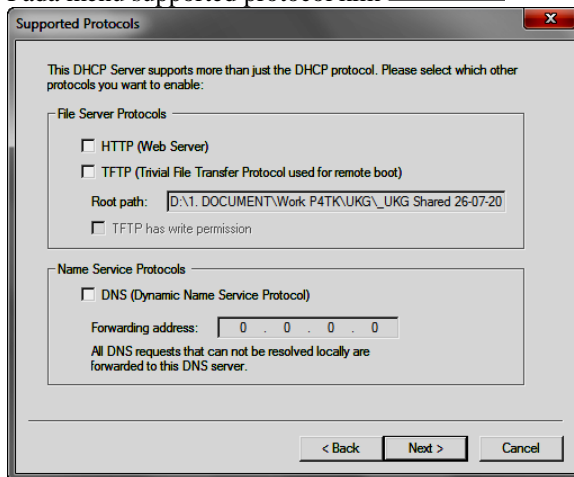 Supported Protocols
This DHCP Server supports more than just the DHCP protocol. Please select which other
protocols you want to enable:
File Server Protocols
HTTP (Web Server)
TFTP (Trivial File Transfer Protocol used for remote boot)
Root path: D:\1. DOCUMENT\Work P4TK\UKG\_UKG Shared 26-07-20
TFTP has write permission
Name Service Protocols
DNS (Dynamic Name Service Protocol)
Forwarding address: 0 . 0 . 0 . 0
All DNS requests that can not be resolved locally are
forwarded to this DNS server.
< Back Next > Cancel